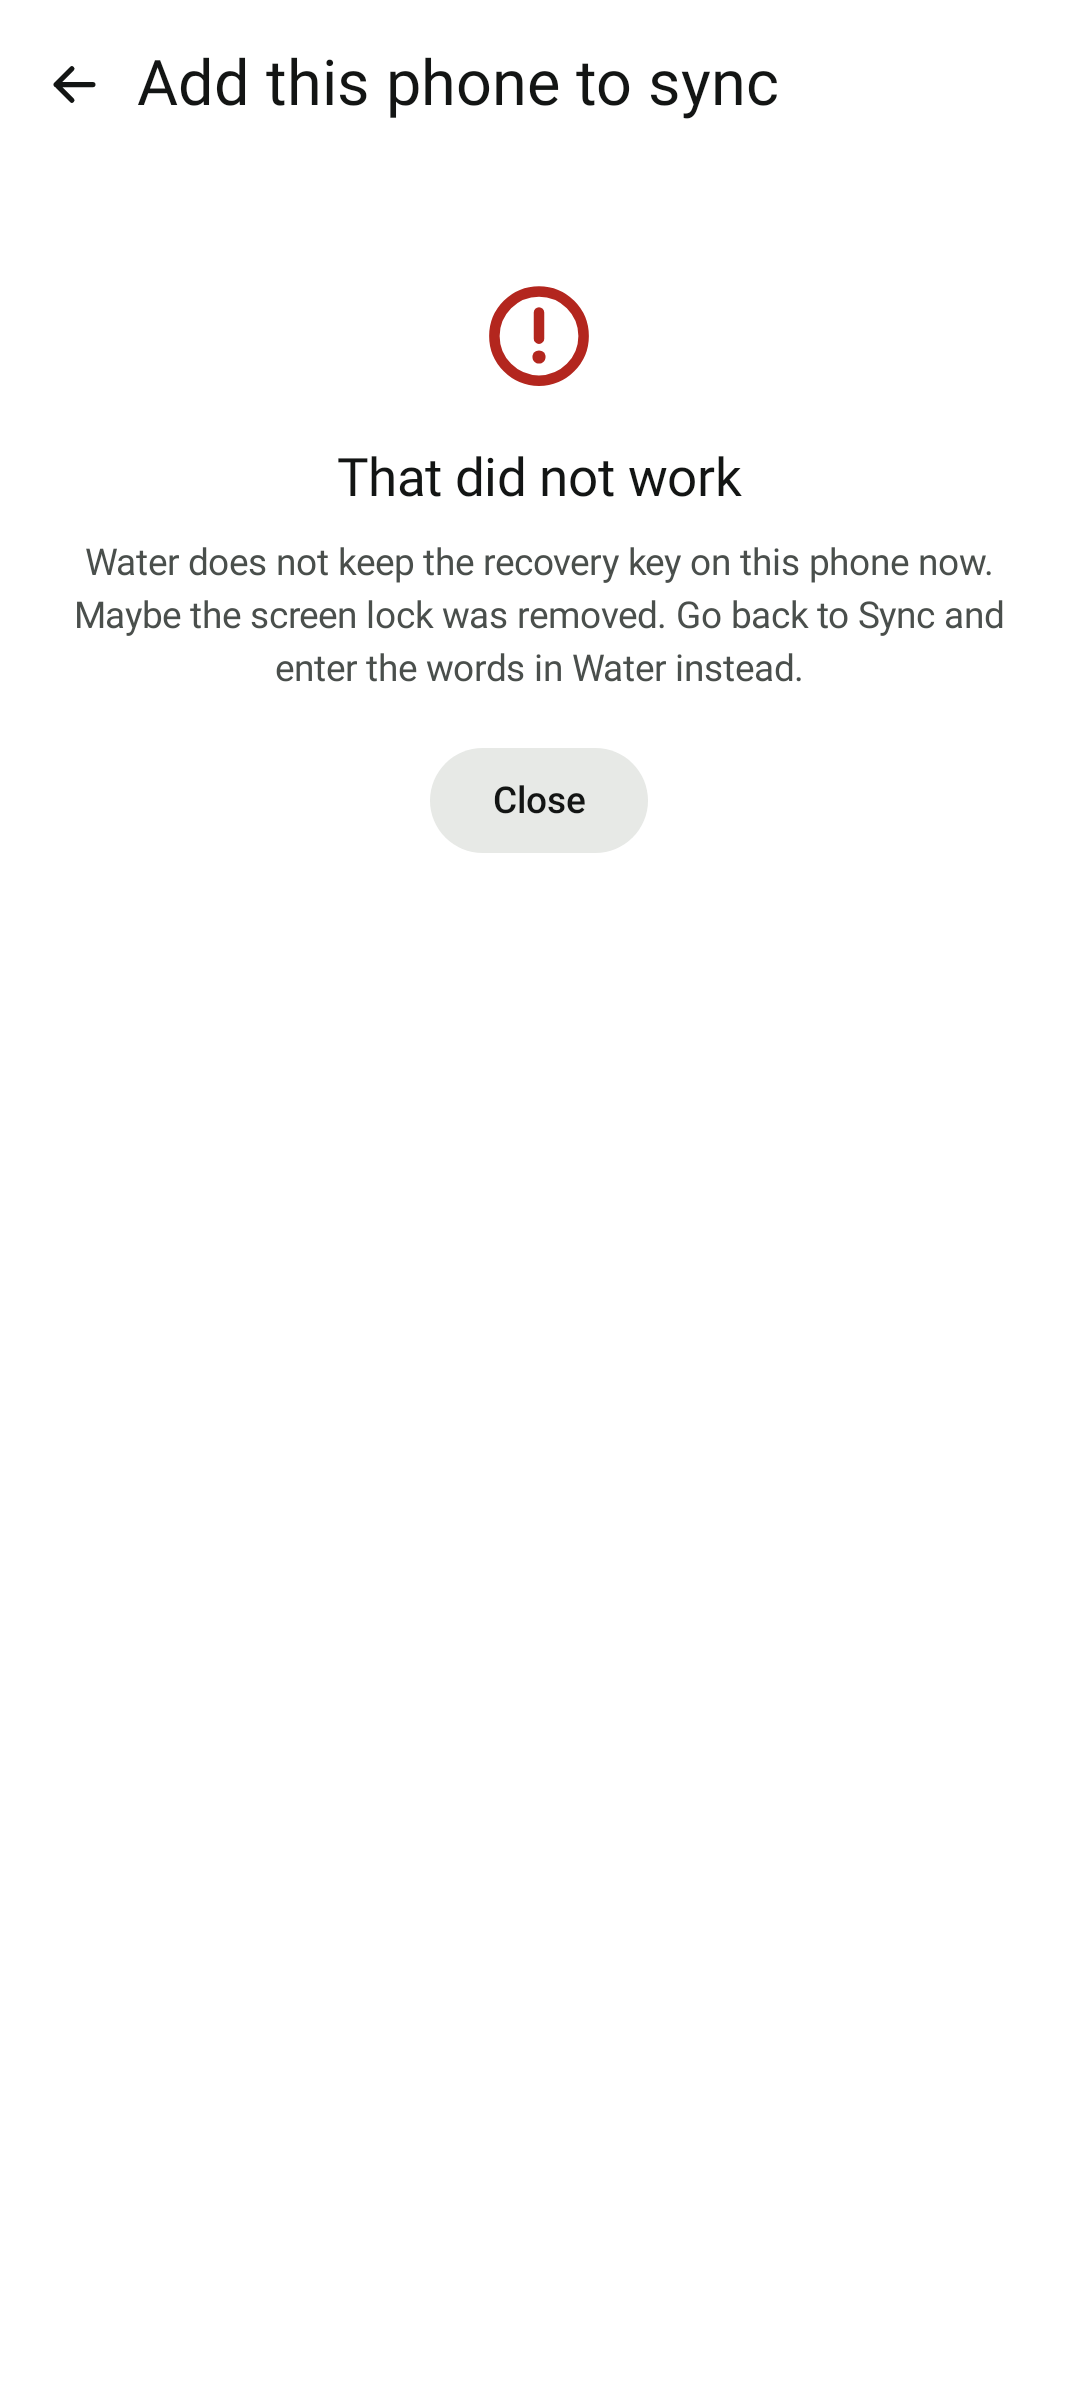 Add this phone to sync
That did not work
Water does not keep the recovery key on this phone now.
Maybe the screen lock was removed. Go back to Sync and
enter the words in Water instead.
Close